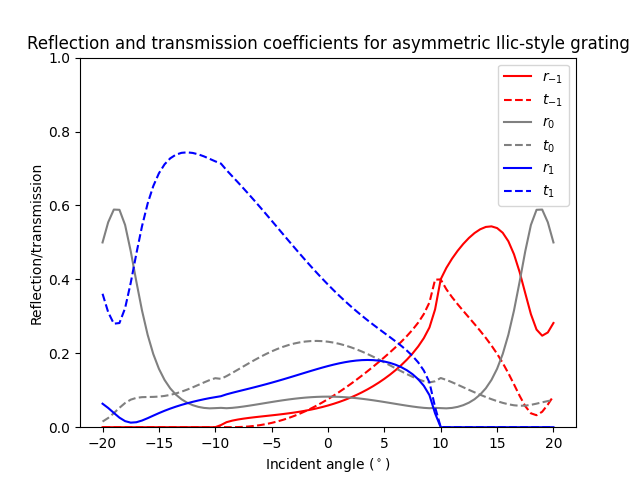 Reflection and transmission coefficients for asymmetric Ilic-style grating
1.0
0.8
0.6
0.4
0.2
0.0
Reflection/transmission
r₋₁
t₋₁
r₀
t₀
r₁
t₁
−20 −15 −10 −5 0 5 10 15 20
Incident angle (°)